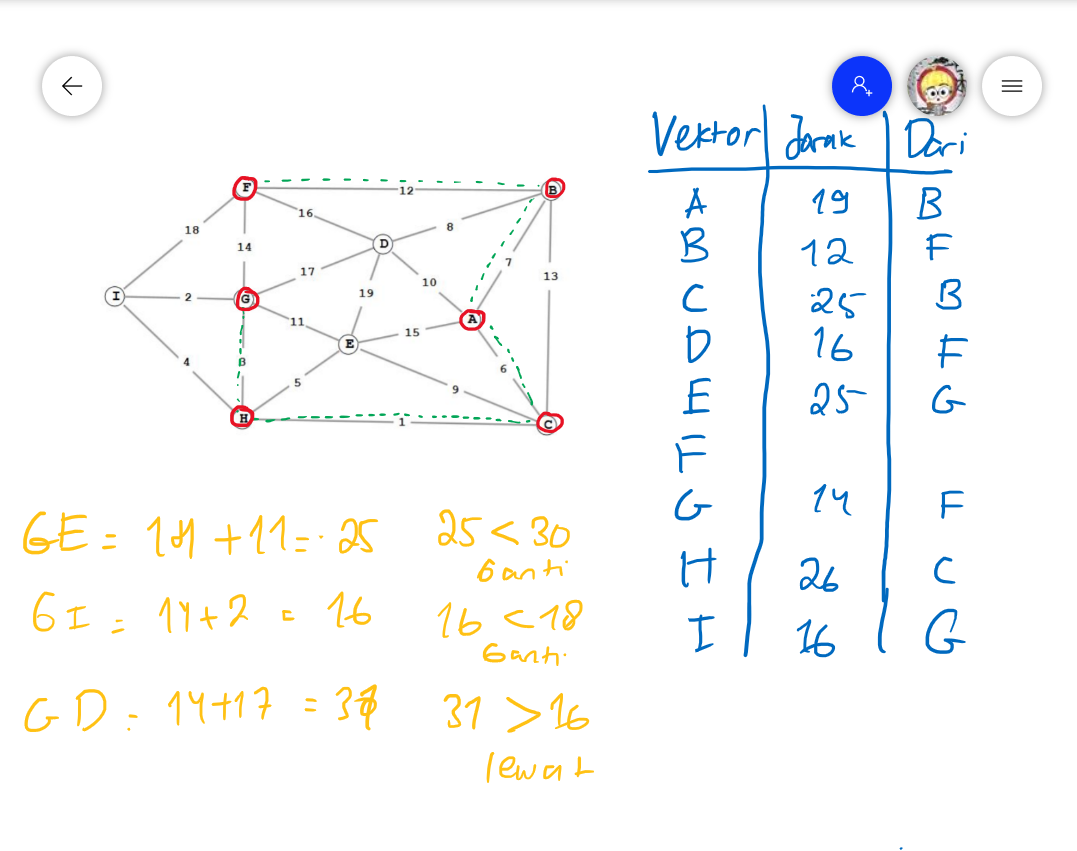 Vektor Jarak Dari
A 19 B
B 12 F
C 25 B
D 16 F
E 25 G
F
G 14 F
H 26 C
I 16 G
F 12 B
16
8
18
14 D
17 10 7 13
I 2 G 19
11 A
15
E
4 3 6
5 9
H 1 C
GE = 14 + 11 = 25 25 < 30
Ganti
GI = 14 + 2 = 16 16 < 18
Ganti
GD = 14 + 17 = 31 31 > 16
lewat